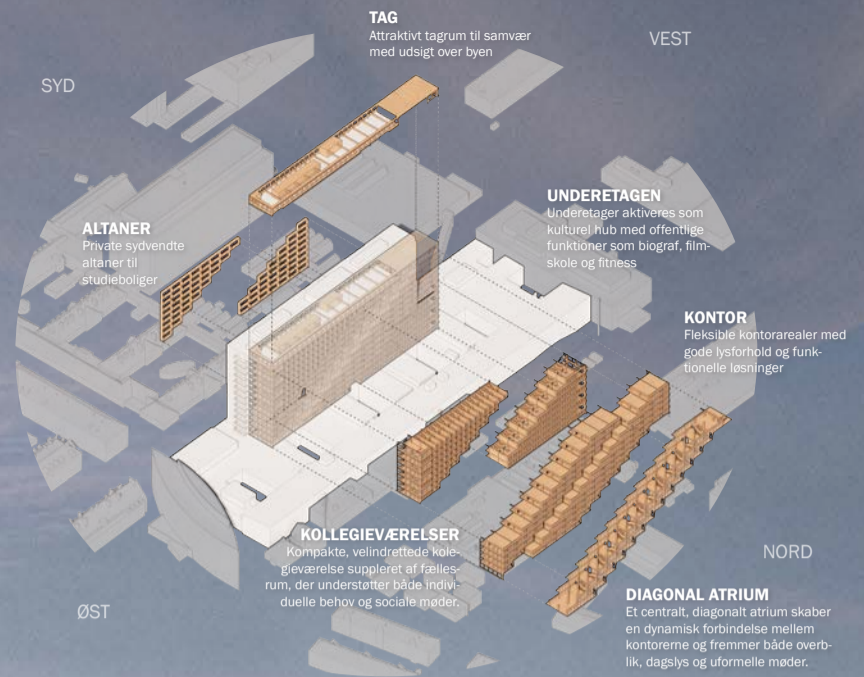 TAG
Attraktivt tagrum til samvær
med udsigt over byen
VEST
SYD
UNDERETAGEN
Underetager aktiveres som
kulturel hub med offentlige
funktioner som biograf, film-
skole og fitness
ALTANER
Private sydvendte
altaner til
studieboliger
KONTOR
Fleksible kontorarealer med
gode lysforhold og funk-
tionelle løsninger
KOLLEGIEVÆRELSER
Kompakte, velindrettede kole-
gieværelse suppleret af fælles-
rum, der understøtter både indivi-
duelle behov og sociale møder.
NORD
DIAGONAL ATRIUM
Et centralt, diagonalt atrium skaber
en dynamisk forbindelse mellem
kontorerne og fremmer både overb-
lik, dagslys og uformelle møder.
ØST